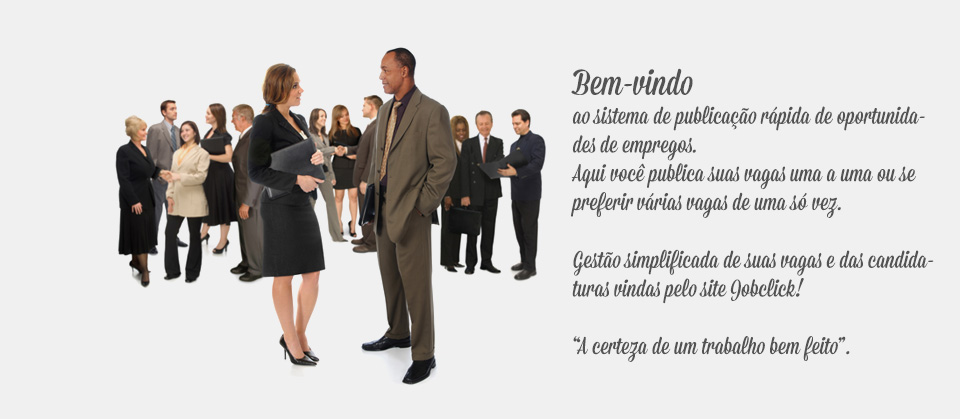 Bem-vindo
ao sistema de publicação rápida de oportunida-
des de empregos.
Aqui você publica suas vagas uma a uma ou se
preferir várias vagas de uma só vez.
Gestão simplificada de suas vagas e das candida-
turas vindas pelo site Jobclick!
“A certeza de um trabalho bem feito”.